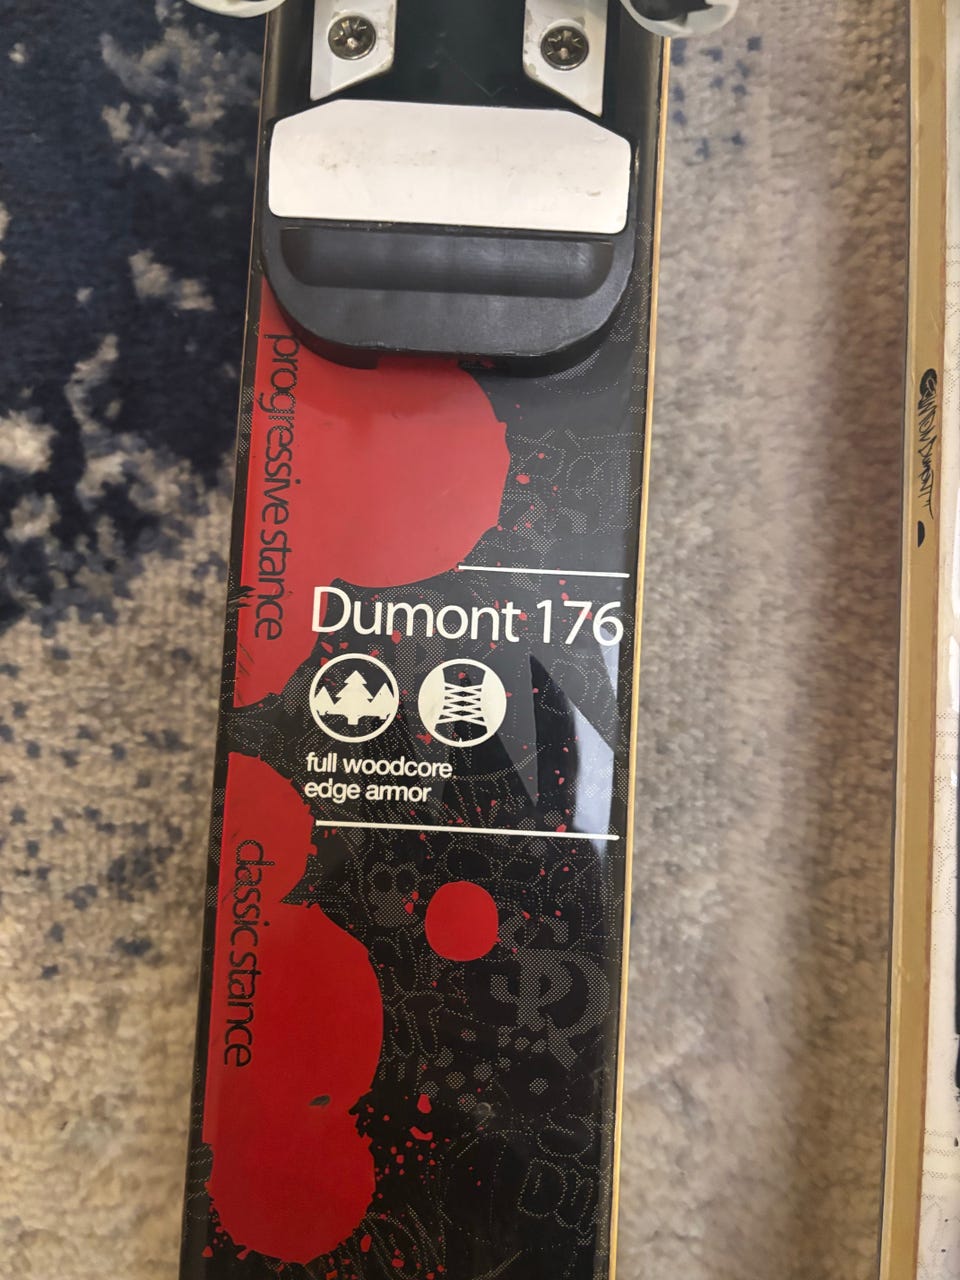 progressive stance
Dumont 176
full woodcore
edge armor
classic stance